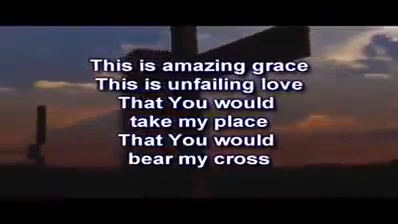 This is amazing grace
This is unfailing love
That You would
take my place
That You would
bear my cross